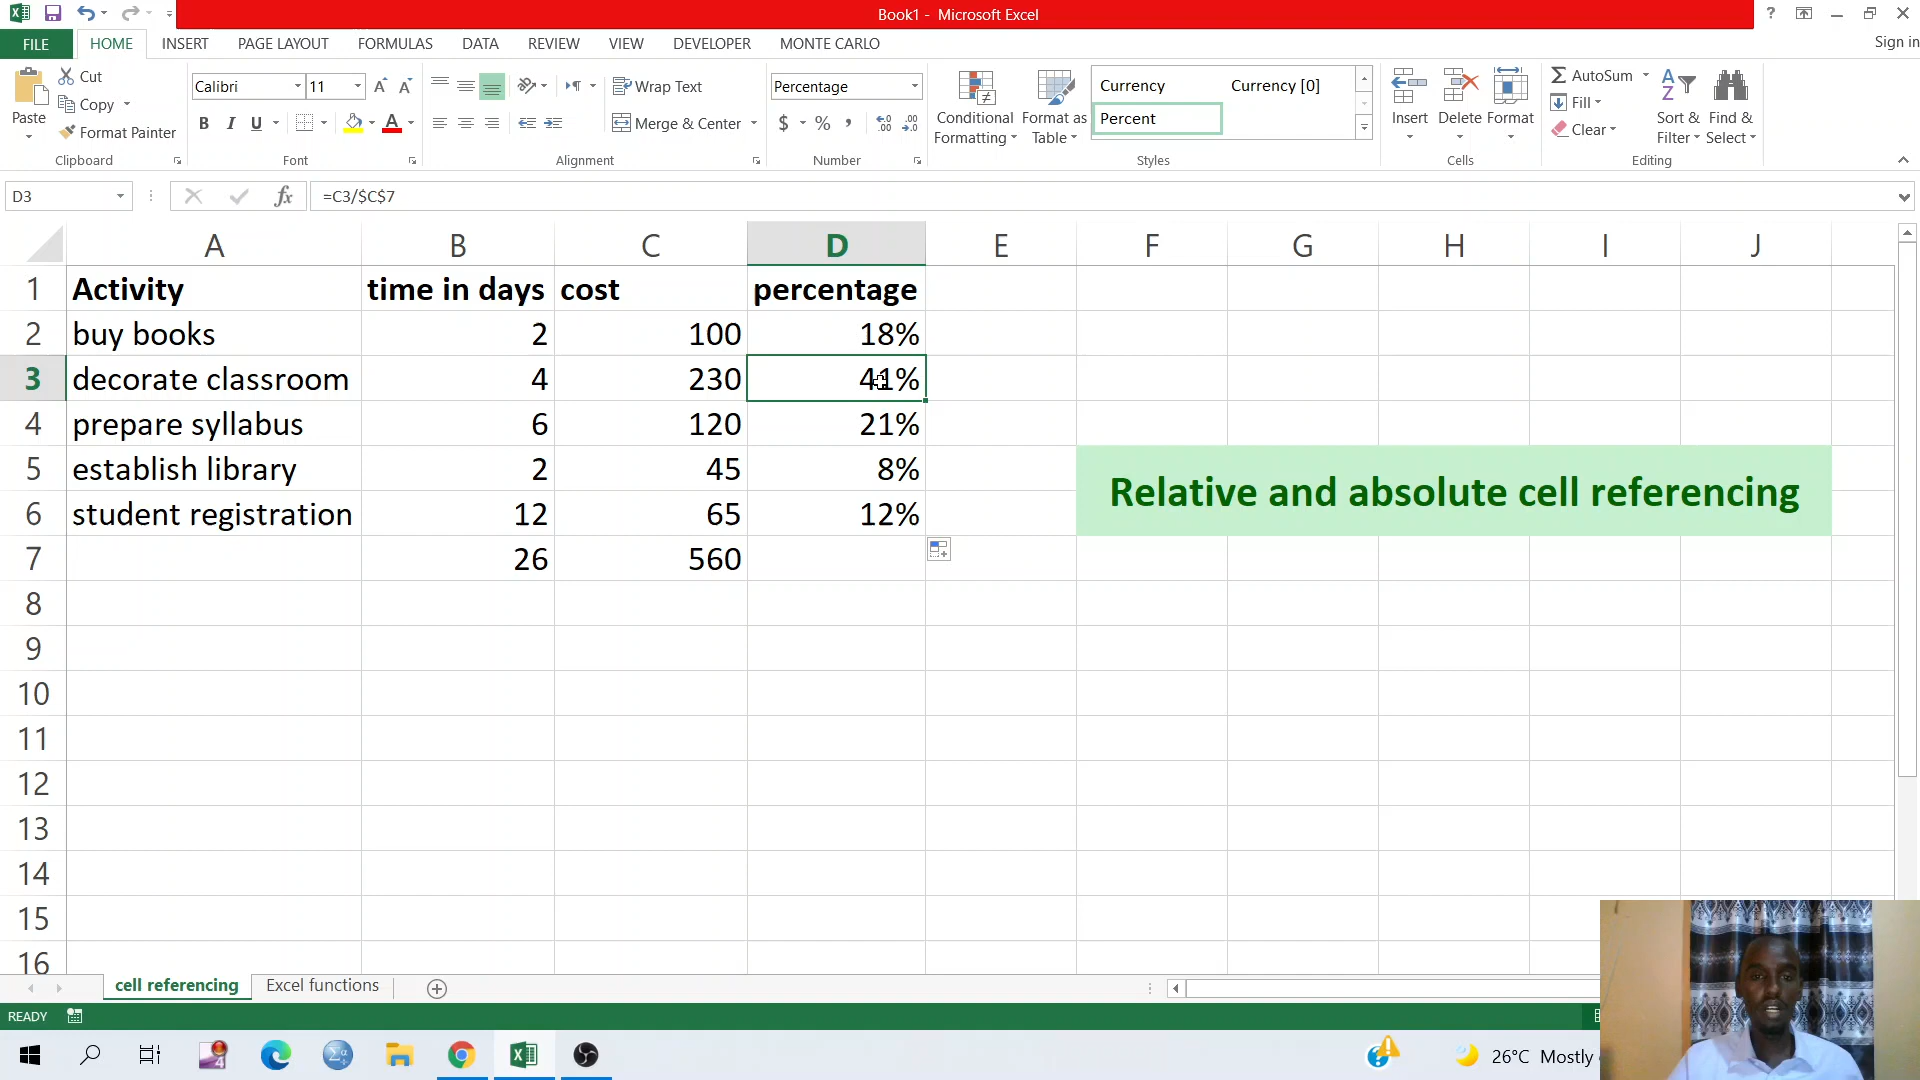 Book1 - Microsoft Excel
FILE HOME INSERT PAGE LAYOUT FORMULAS DATA REVIEW VIEW DEVELOPER MONTE CARLO Sign in
Paste Cut Copy Format Painter
Calibri 11
Wrap Text
Merge & Center
Percentage
Conditional Formatting
Format as Table
Currency Currency [0]
Percent
Insert Delete Format
AutoSum Fill Clear
Sort & Filter
Find & Select
Clipboard Font Alignment Number Styles Cells Editing
D3 fx =C3/$C$7
A B C D E F G H I J
1 Activity time in days cost percentage
2 buy books 2 100 18%
3 decorate classroom 4 230 41%
4 prepare syllabus 6 120 21%
5 establish library 2 45 8%
Relative and absolute cell referencing
6 student registration 12 65 12%
7 26 560
8
9
10
11
12
13
14
15
16
cell referencing Excel functions
READY
26°C Mostly